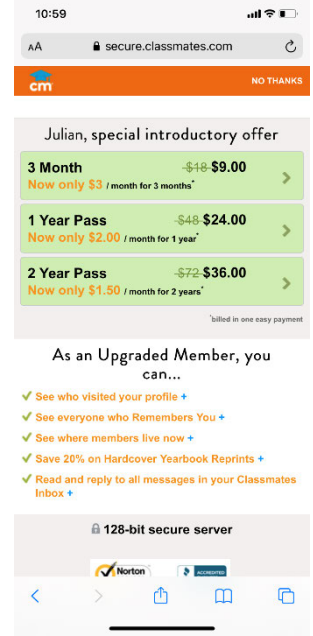 10:59
AA secure.classmates.com
cm NO THANKS
Julian, special introductory offer
3 Month $18 $9.00
Now only $3 / month for 3 months*
1 Year Pass $48 $24.00
Now only $2.00 / month for 1 year*
2 Year Pass $72 $36.00
Now only $1.50 / month for 2 years*
*billed in one easy payment
As an Upgraded Member, you
can...
See who visited your profile +
See everyone who Remembers You +
See where members live now +
Save 20% on Hardcover Yearbook Reprints +
Read and reply to all messages in your Classmates
Inbox +
128-bit secure server
Norton ACCREDITED